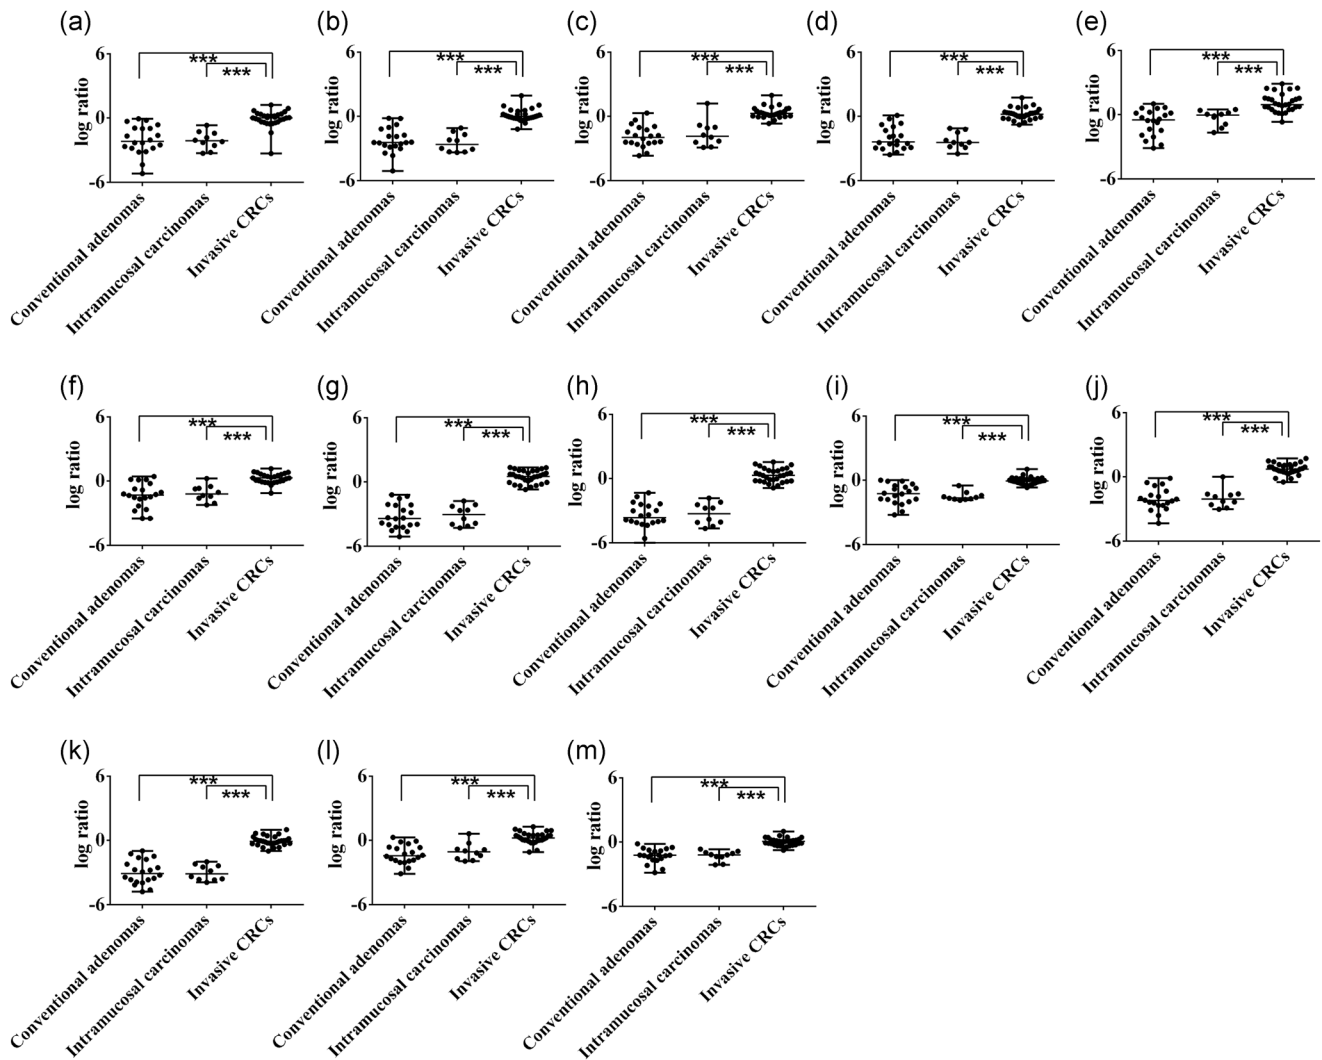 (a)
6
***
***
0
log ratio
-6
Conventional adenomas
Intramucosal carcinomas
Invasive CRCs
(b)
6
***
***
0
log ratio
-6
Conventional adenomas
Intramucosal carcinomas
Invasive CRCs
(c)
6
***
***
0
log ratio
-6
Conventional adenomas
Intramucosal carcinomas
Invasive CRCs
(d)
6
***
***
0
log ratio
-6
Conventional adenomas
Intramucosal carcinomas
Invasive CRCs
(e)
6
***
***
0
log ratio
-6
Conventional adenomas
Intramucosal carcinomas
Invasive CRCs
(f)
6
***
***
0
log ratio
-6
Conventional adenomas
Intramucosal carcinomas
Invasive CRCs
(g)
6
***
***
0
log ratio
-6
Conventional adenomas
Intramucosal carcinomas
Invasive CRCs
(h)
6
***
***
0
log ratio
-6
Conventional adenomas
Intramucosal carcinomas
Invasive CRCs
(i)
6
***
***
0
log ratio
-6
Conventional adenomas
Intramucosal carcinomas
Invasive CRCs
(j)
6
***
***
0
log ratio
-6
Conventional adenomas
Intramucosal carcinomas
Invasive CRCs
(k)
6
***
***
0
log ratio
-6
Conventional adenomas
Intramucosal carcinomas
Invasive CRCs
(l)
6
***
***
0
log ratio
-6
Conventional adenomas
Intramucosal carcinomas
Invasive CRCs
(m)
6
***
***
0
log ratio
-6
Conventional adenomas
Intramucosal carcinomas
Invasive CRCs